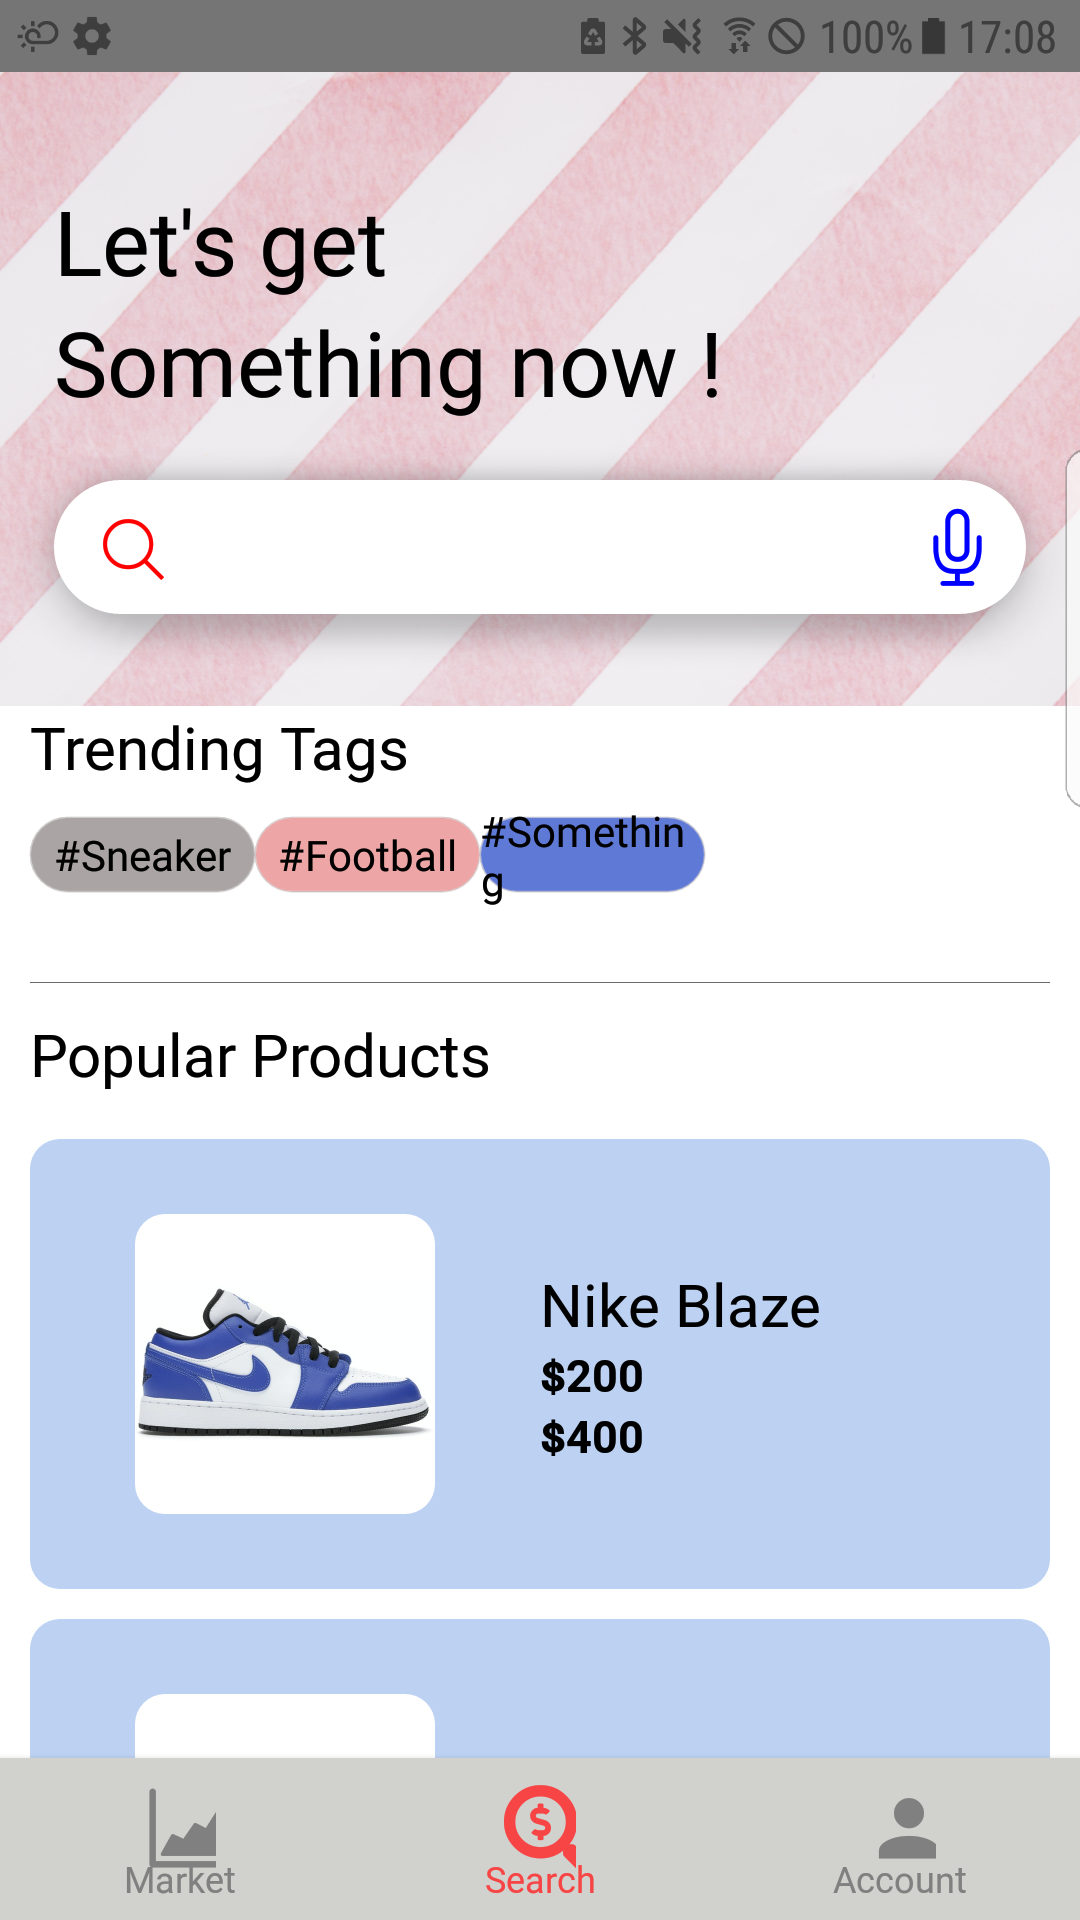 100% 17:08
Let's get
Something now !
Trending Tags
#Sneaker #Football #Somethin
g
Popular Products
Nike Blaze
$200
$400
Market Search Account